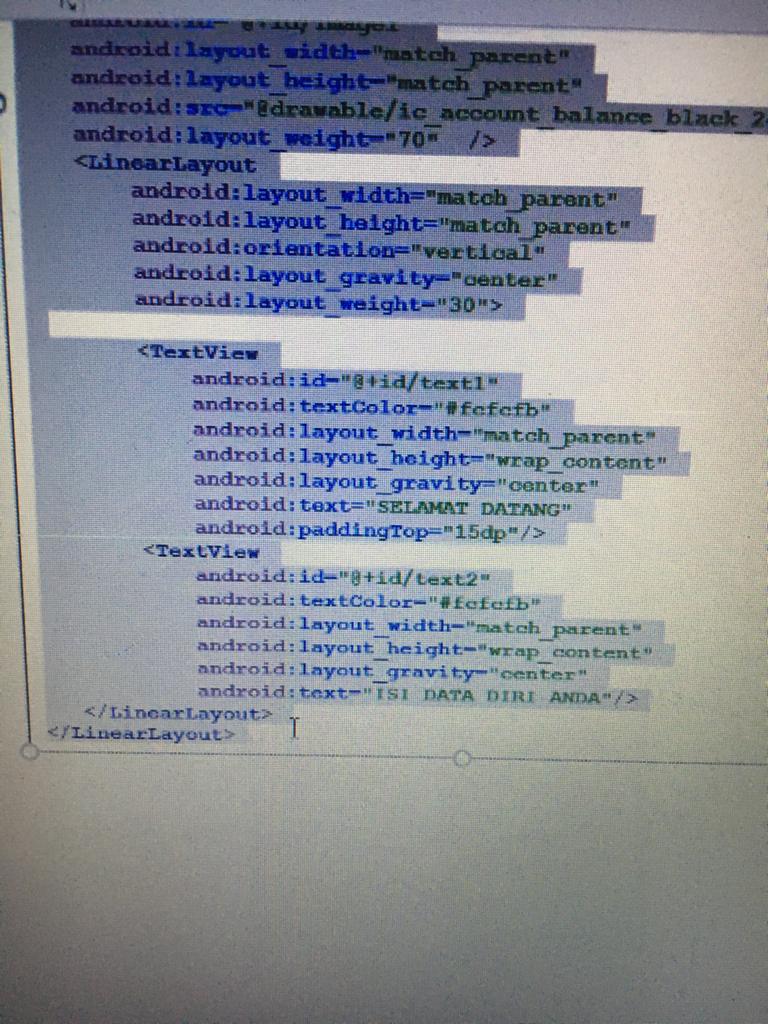 android:layout_width="match_parent"
android:layout_height="match_parent"
android:src="@drawable/ic_account_balance_black_2
android:layout_weight="70" />
<LinearLayout
android:layout_width="match_parent"
android:layout_height="match_parent"
android:orientation="vertical"
android:layout_gravity="center"
android:layout_weight="30">
<TextView
android:id="@+id/text1"
android:textColor="#fcfcfb"
android:layout_width="match_parent"
android:layout_height="wrap_content"
android:layout_gravity="center"
android:text="SELAMAT DATANG"
android:paddingTop="15dp"/>
<TextView
android:id="@+id/text2"
android:textColor="#fcfcfb"
android:layout_width="match_parent"
android:layout_height="wrap_content"
android:layout_gravity="center"
android:text="ISI DATA DIRI ANDA"/>
</LinearLayout>
</LinearLayout>